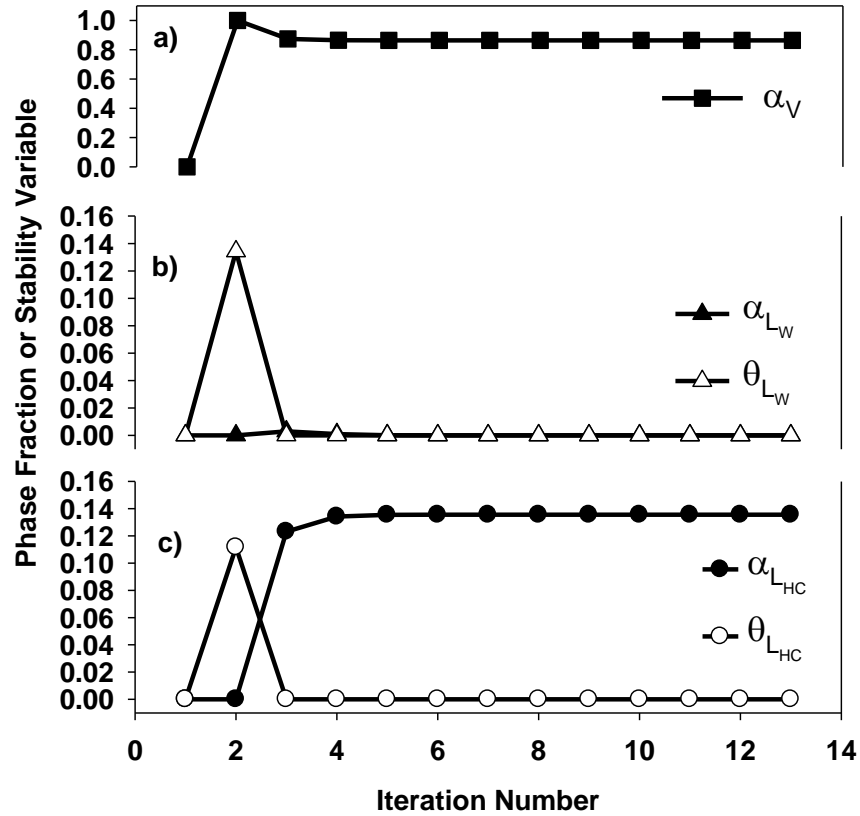 Phase Fraction or Stability Variable
a)
1.0
0.8
0.6
0.4
0.2
0.0
αV
b)
0.16
0.14
0.12
0.10
0.08
0.06
0.04
0.02
0.00
αLW
θLW
c)
0.16
0.14
0.12
0.10
0.08
0.06
0.04
0.02
0.00
αLHC
θLHC
0 2 4 6 8 10 12 14
Iteration Number